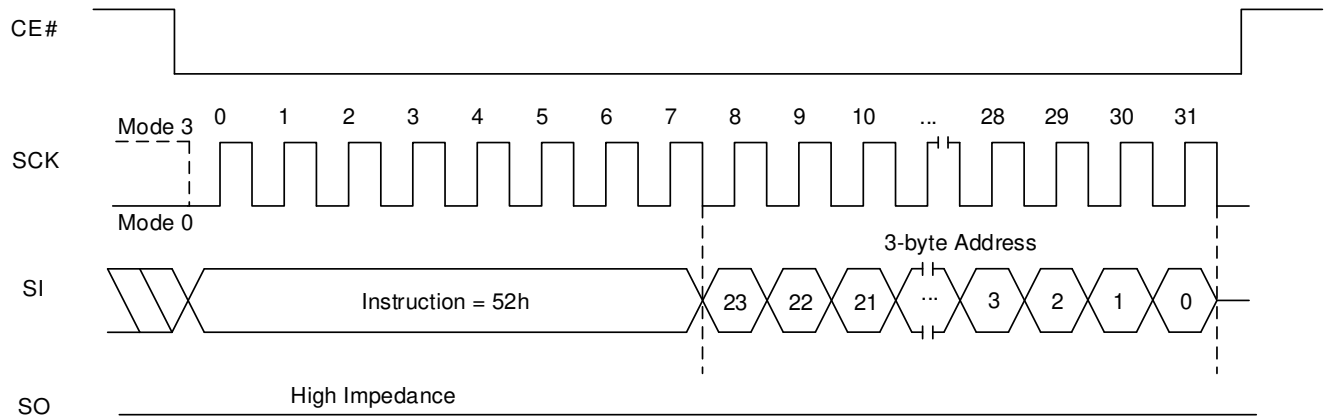 CE#
0 1 2 3 4 5 6 7 8 9 10 ... 28 29 30 31
Mode 3
SCK
Mode 0
3-byte Address
SI
Instruction = 52h 23 22 21 ... 3 2 1 0
High Impedance
SO